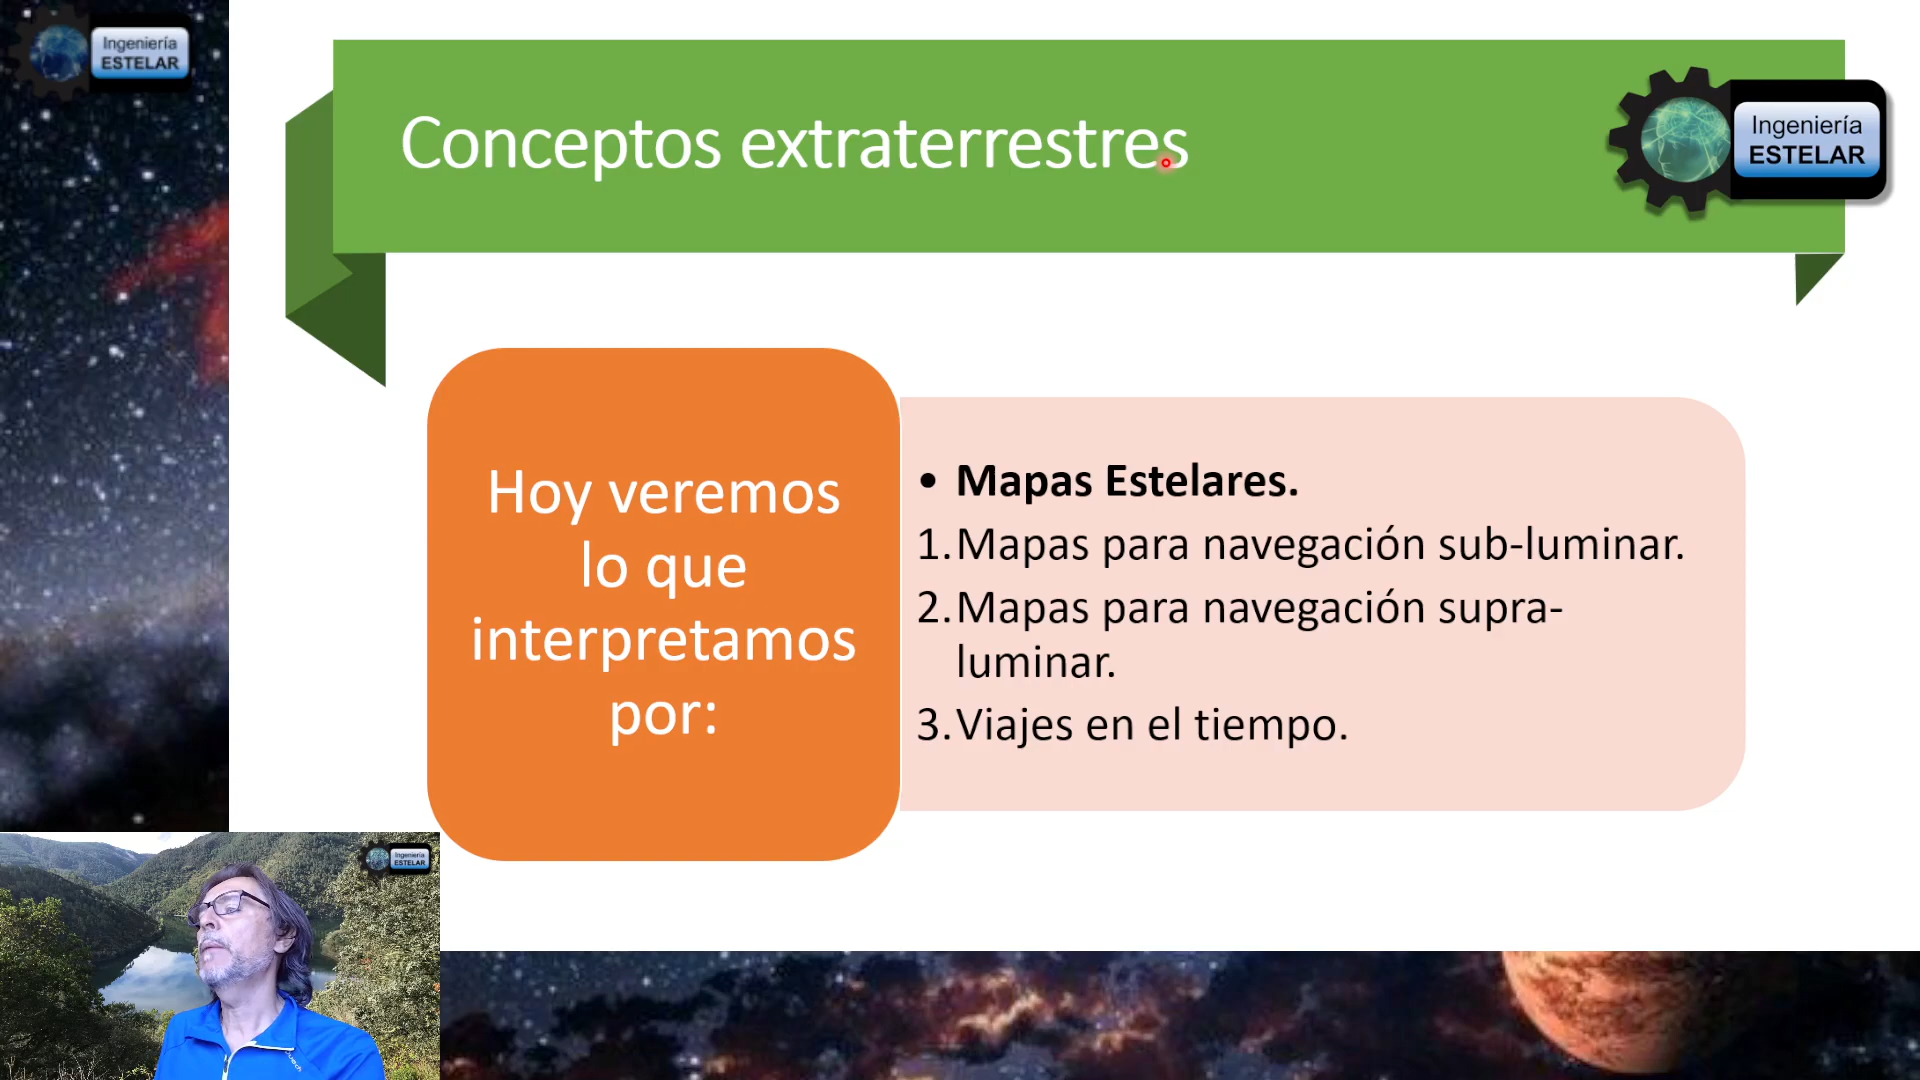 Ingeniería
ESTELAR
Conceptos extraterrestres
Ingeniería
ESTELAR
Hoy veremos
lo que
interpretamos
por:
• Mapas Estelares.
1. Mapas para navegación sub-luminar.
2. Mapas para navegación supra-
luminar.
3. Viajes en el tiempo.
Ingeniería
ESTELAR